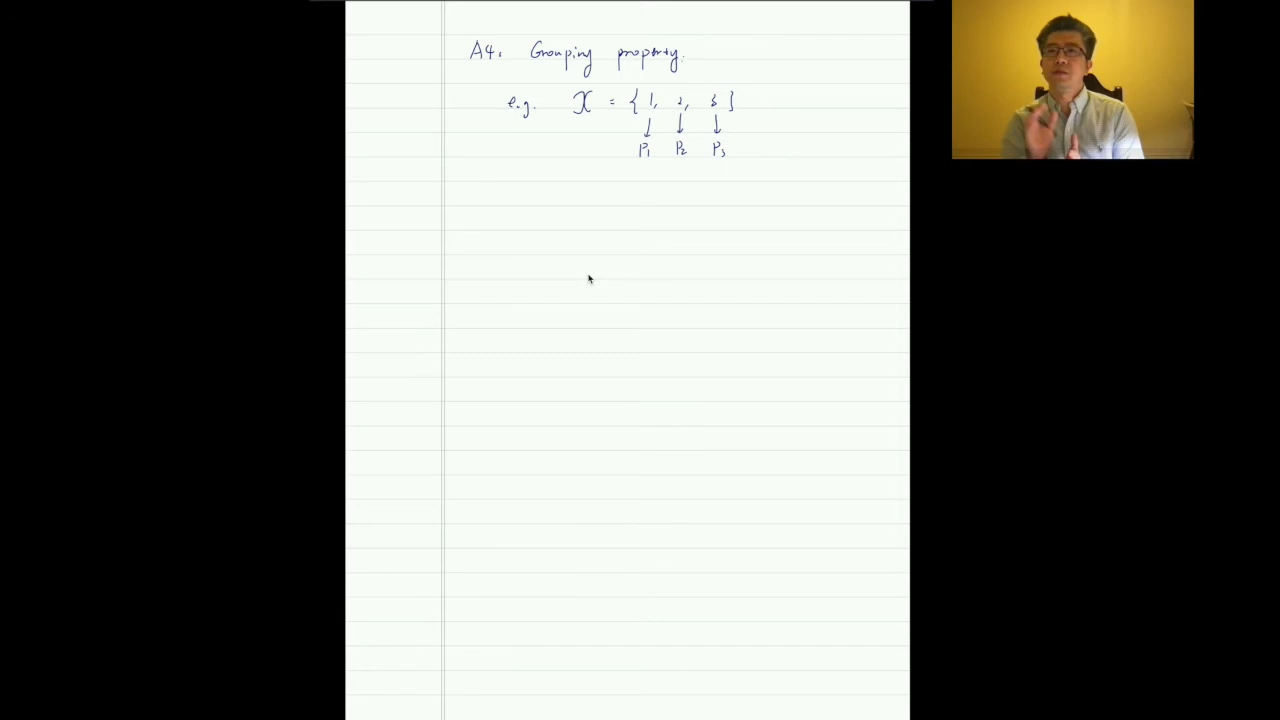 A4. Grouping property.
e.g. X = { 1, 2, 3 }
↓ ↓ ↓
P1 P2 P3